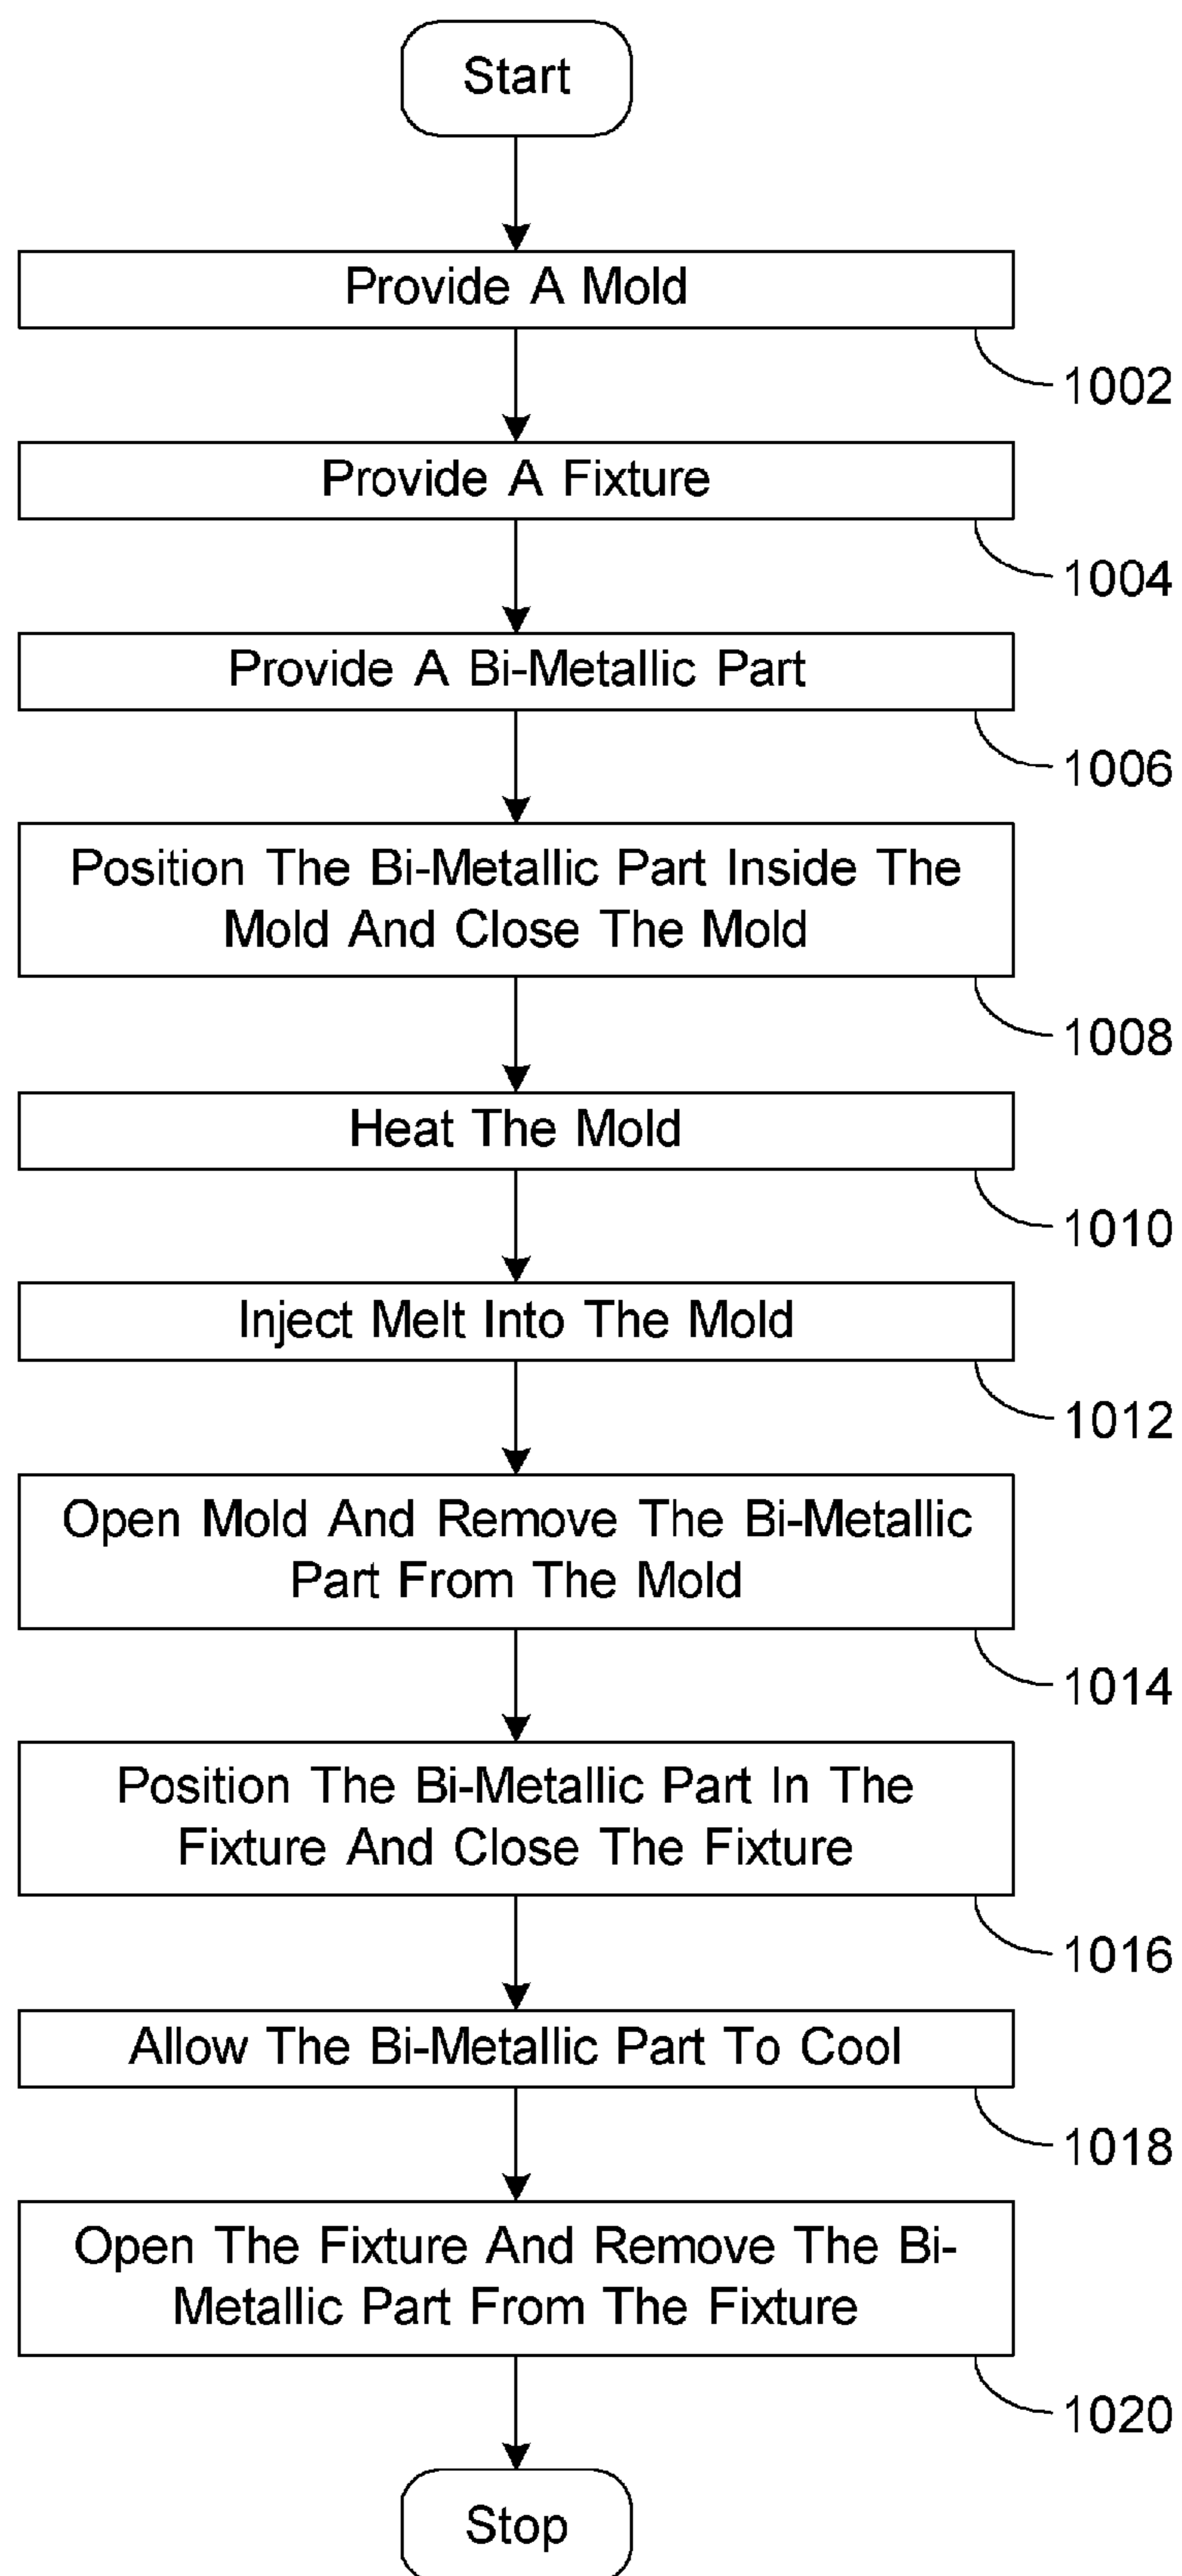 Start
Provide A Mold
1002
Provide A Fixture
1004
Provide A Bi-Metallic Part
1006
Position The Bi-Metallic Part Inside The
Mold And Close The Mold
1008
Heat The Mold
1010
Inject Melt Into The Mold
1012
Open Mold And Remove The Bi-Metallic
Part From The Mold
1014
Position The Bi-Metallic Part In The
Fixture And Close The Fixture
1016
Allow The Bi-Metallic Part To Cool
1018
Open The Fixture And Remove The Bi-
Metallic Part From The Fixture
1020
Stop